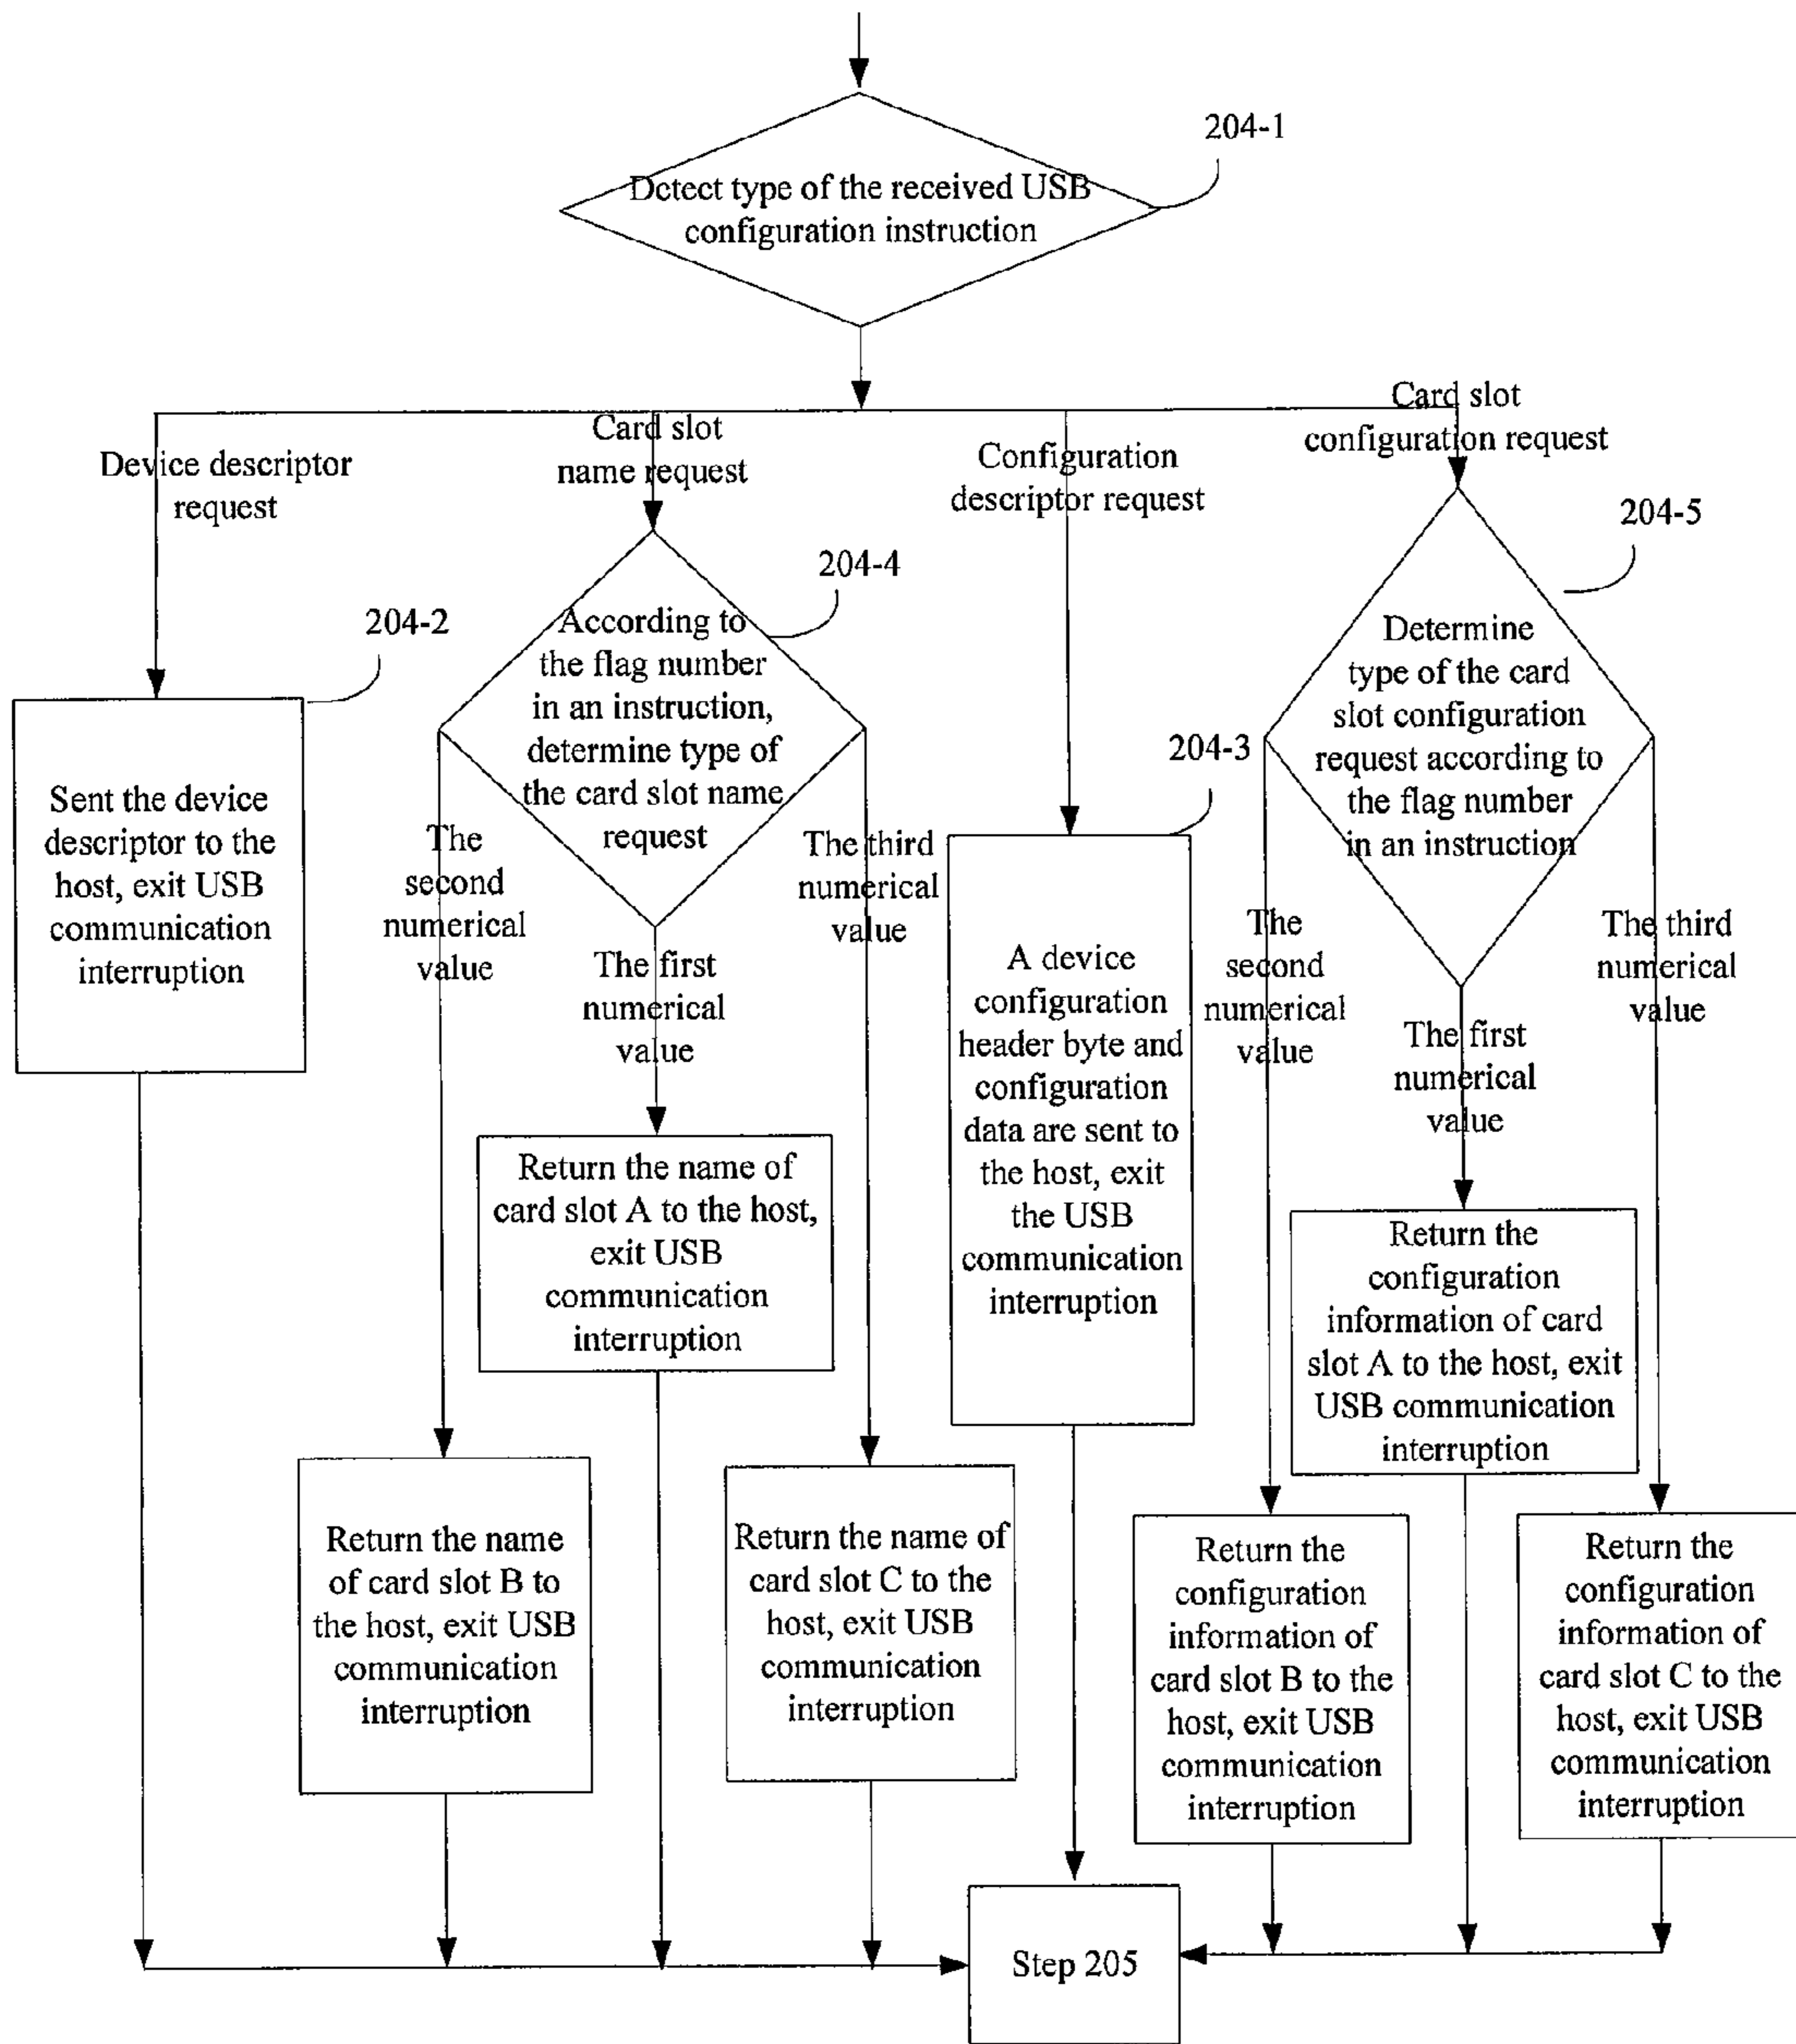 204-1
Detect type of the received USB
configuration instruction
Device descriptor
request
Card slot
name request
Configuration
descriptor request
Card slot
configuration request
204-2
Sent the device
descriptor to the
host, exit USB
communication
interruption
204-4
According to
the flag number
in an instruction,
determine type of
the card slot name
request
The
second
numerical
value
The first
numerical
value
The third
numerical
value
204-3
A device
configuration
header byte and
configuration
data are sent to
the host, exit
the USB
communication
interruption
204-5
Determine
type of the card
slot configuration
request according to
the flag number
in an instruction
The
second
numerical
value
The first
numerical
value
The third
numerical
value
Return the name of
card slot A to the host,
exit USB
communication
interruption
Return the
configuration
information of card
slot A to the host, exit
USB communication
interruption
Return the name
of card slot B to
the host, exit USB
communication
interruption
Return the name of
card slot C to the
host, exit USB
communication
interruption
Return the
configuration
information of
card slot B to the
host, exit USB
communication
interruption
Return the
configuration
information of
card slot C to the
host, exit USB
communication
interruption
Step 205